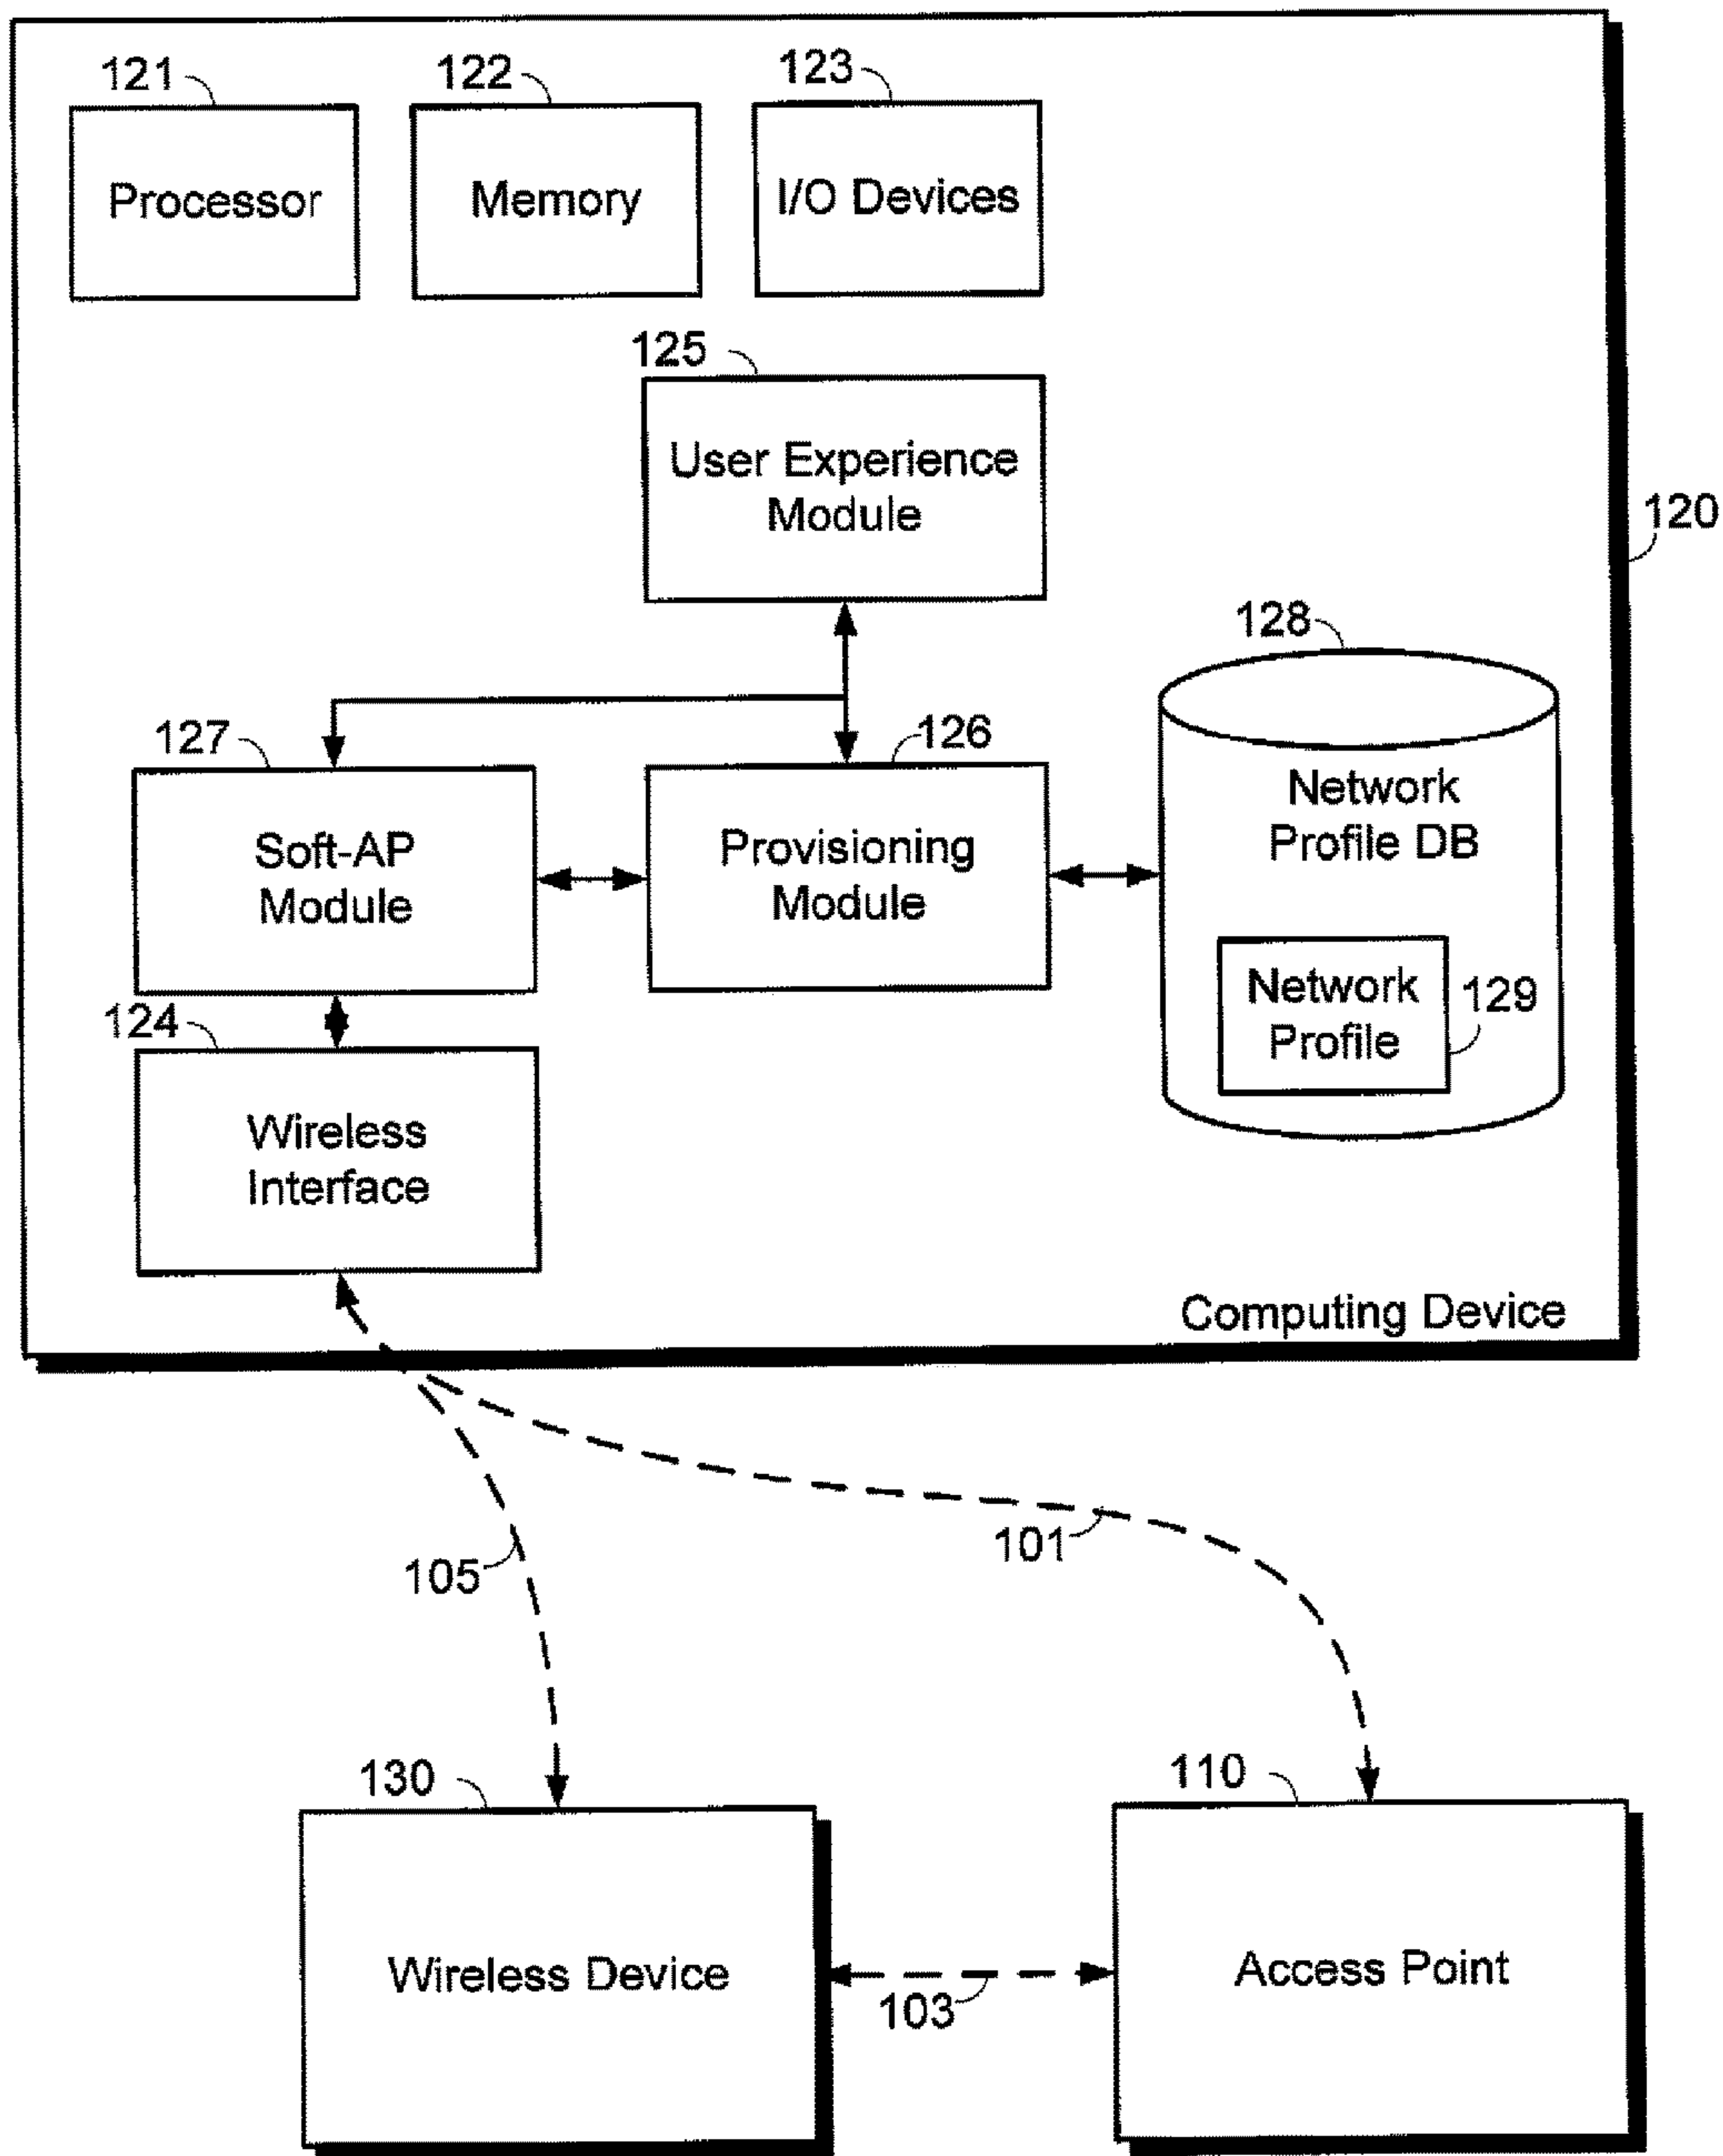 121
122
123
Processor
Memory
I/O Devices
125
User Experience
Module
120
128
127
126
Network
Profile DB
Soft-AP
Module
Provisioning
Module
Network
Profile
129
124
Wireless
Interface
Computing Device
101
105
130
110
Wireless Device
Access Point
103